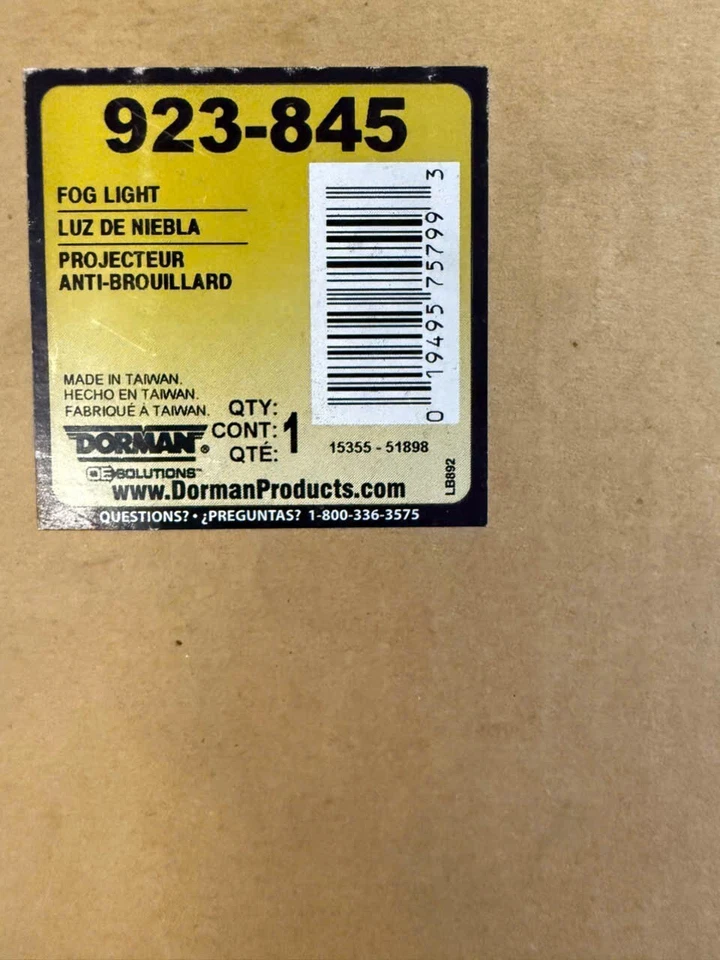 923-845
FOG LIGHT
LUZ DE NIEBLA
PROJECTEUR
ANTI-BROUILLARD
0 19495 75799 3
MADE IN TAIWAN.
HECHO EN TAIWAN.
FABRIQUÉ À TAIWAN.
QTY:
CONT: 1
QTÉ:
DORMAN®
OE SOLUTIONS™
15355 - 51898
LB892
www.DormanProducts.com
QUESTIONS? • ¿PREGUNTAS? 1-800-336-3575